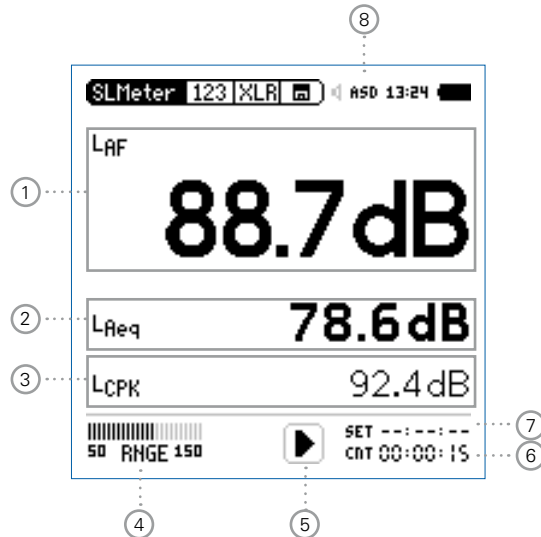 8
SLMeter 123 XLR ASD 13:24
LAF
1
88.7dB
2
LAeq 78.6dB
3
LCPK 92.4dB
7
SET --:--:--
50 RNGE 150
CNT 00:00:15
6
4
5